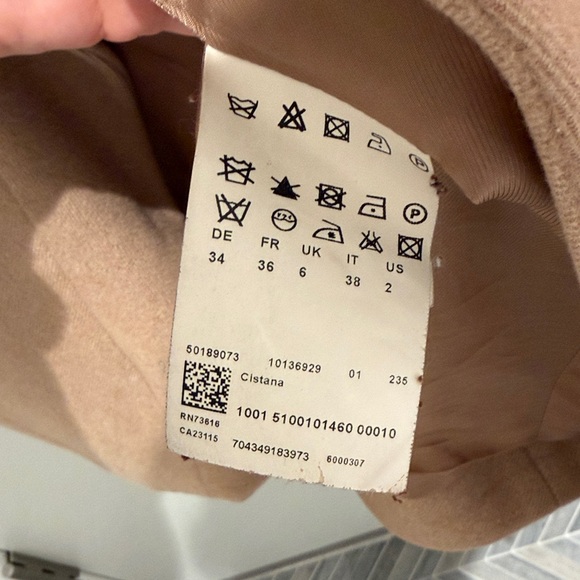 P
P
DE FR UK IT US
34 36 6 38 2
50189073 10136929 01 235
Cistana
1001 5100101460 00010
RN73616
CA23115 704349183973 6000307